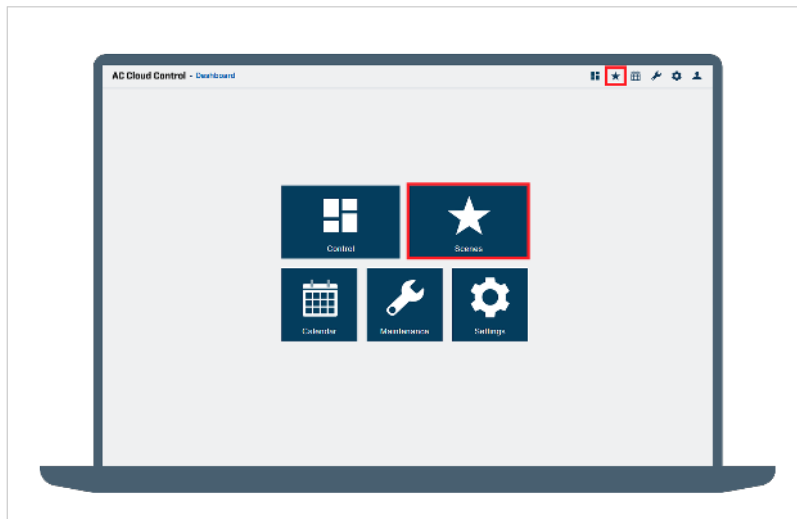 AC Cloud Control - Dashboard
Control
Scenes
Calendar
Maintenance
Settings